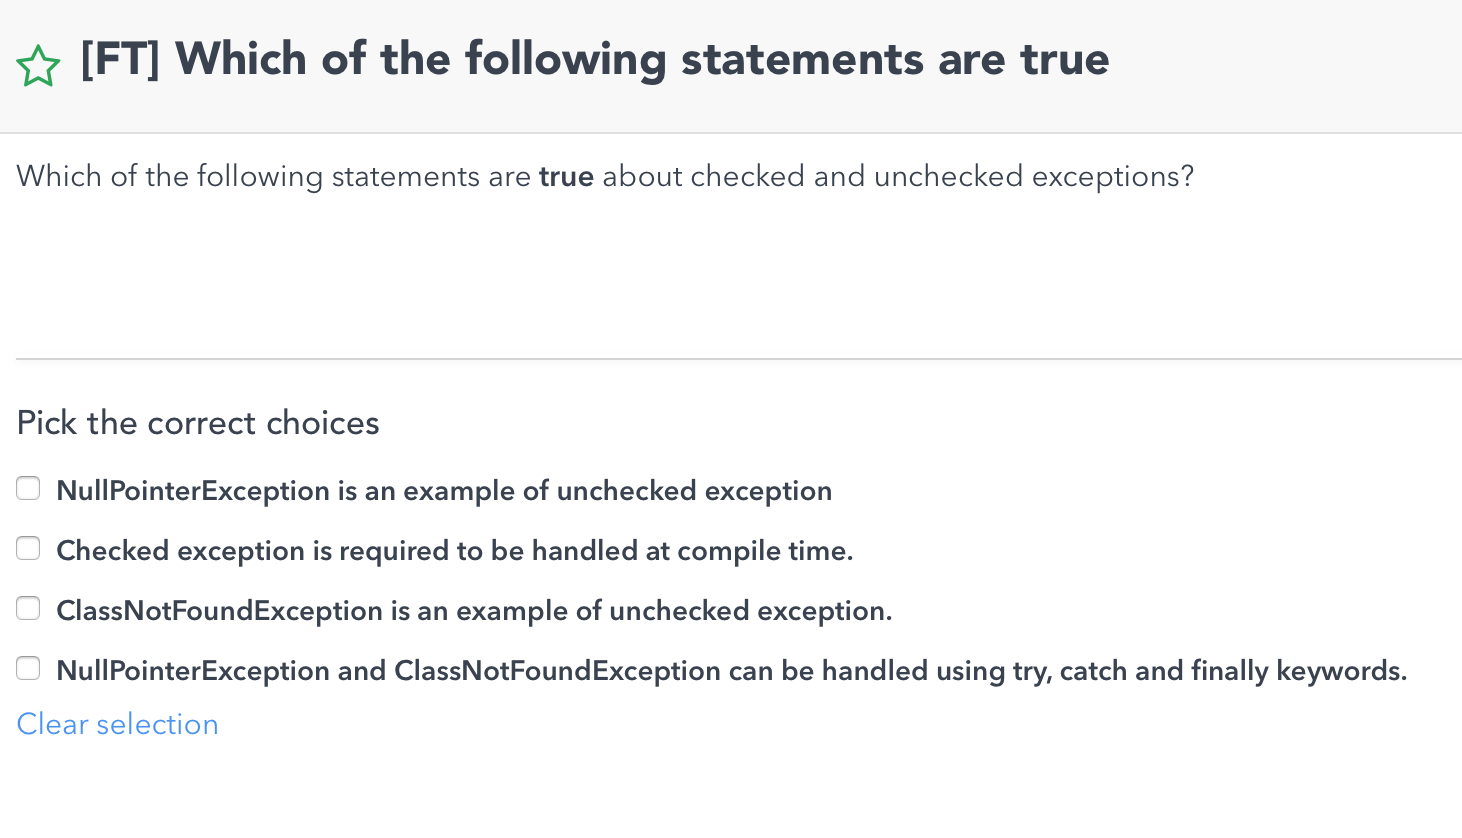 [FT] Which of the following statements are true
Which of the following statements are true about checked and unchecked exceptions?
Pick the correct choices
NullPointerException is an example of unchecked exception
Checked exception is required to be handled at compile time.
ClassNotFoundException is an example of unchecked exception.
NullPointerException and ClassNotFoundException can be handled using try, catch and finally keywords.
Clear selection